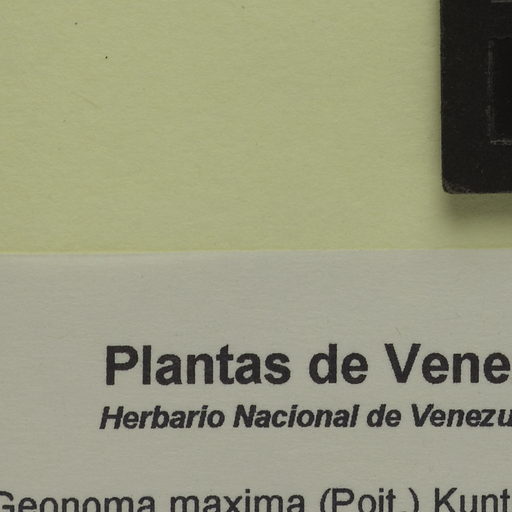 Plantas de Vene
Herbario Nacional de Venezu
Geonoma maxima (Poit.) Kunt